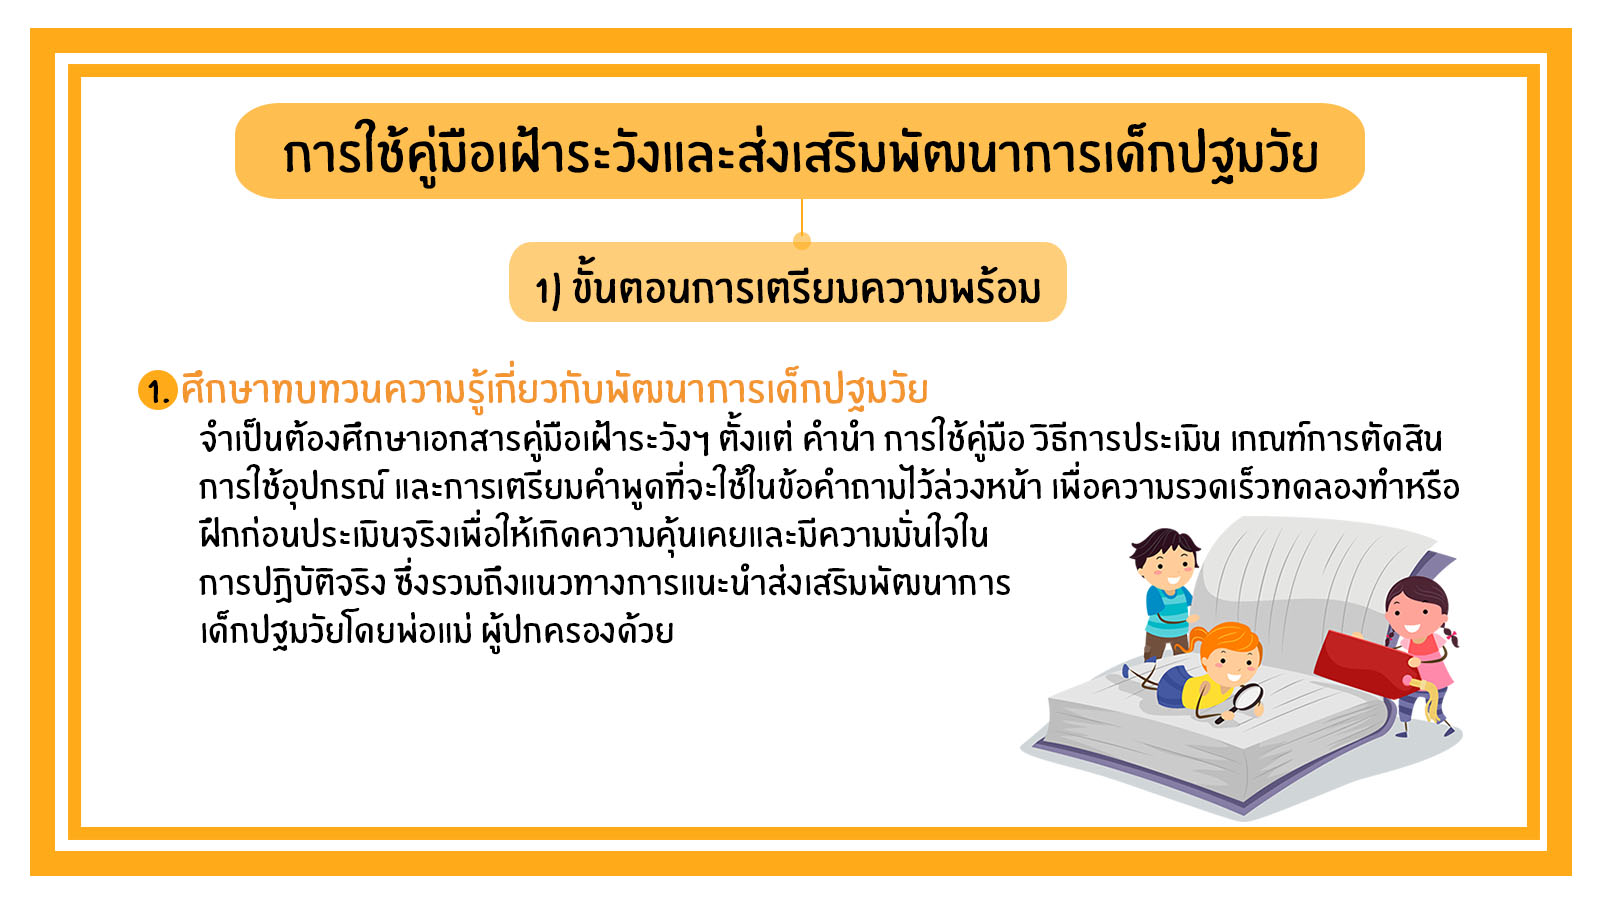 การใช้คู่มือเฝ้าระวังและส่งเสริมพัฒนาการเด็กปฐมวัย
1) ขั้นตอนการเตรียมความพร้อม
1. ศึกษาทบทวนความรู้เกี่ยวกับพัฒนาการเด็กปฐมวัย
จำเป็นต้องศึกษาเอกสารคู่มือเฝ้าระวังฯ ตั้งแต่ คำนำ การใช้คู่มือ วิธีการประเมิน เกณฑ์การตัดสิน
การใช้อุปกรณ์ และการเตรียมคำพูดที่จะใช้ในข้อคำถามไว้ล่วงหน้า เพื่อความรวดเร็วทดลองทำหรือ
ฝึกก่อนประเมินจริงเพื่อให้เกิดความคุ้นเคยและมีความมั่นใจใน
การปฏิบัติจริง ซึ่งรวมถึงแนวทางการแนะนำส่งเสริมพัฒนาการ
เด็กปฐมวัยโดยพ่อแม่ ผู้ปกครองด้วย